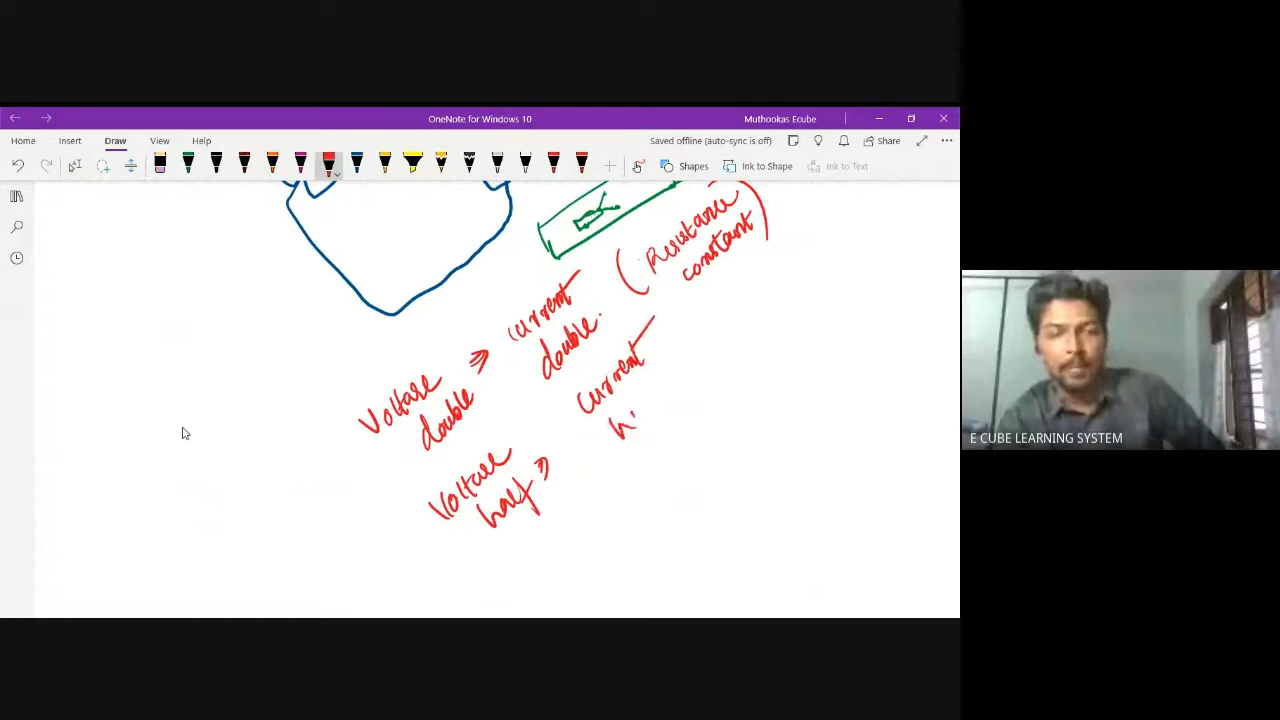 OneNote for Windows 10
Muthookas Ecube
Home Insert Draw View Help
Saved offline (auto-sync is off)
Share
Shapes
Ink to Shape
Ink to Text
(Resistance
constant)
current
double.
Voltage
double
current
h
Voltage
half
E CUBE LEARNING SYSTEM